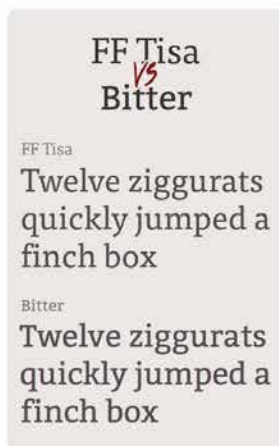 FF Tisa
VS
Bitter
FF Tisa
Twelve ziggurats
quickly jumped a
finch box
Bitter
Twelve ziggurats
quickly jumped a
finch box